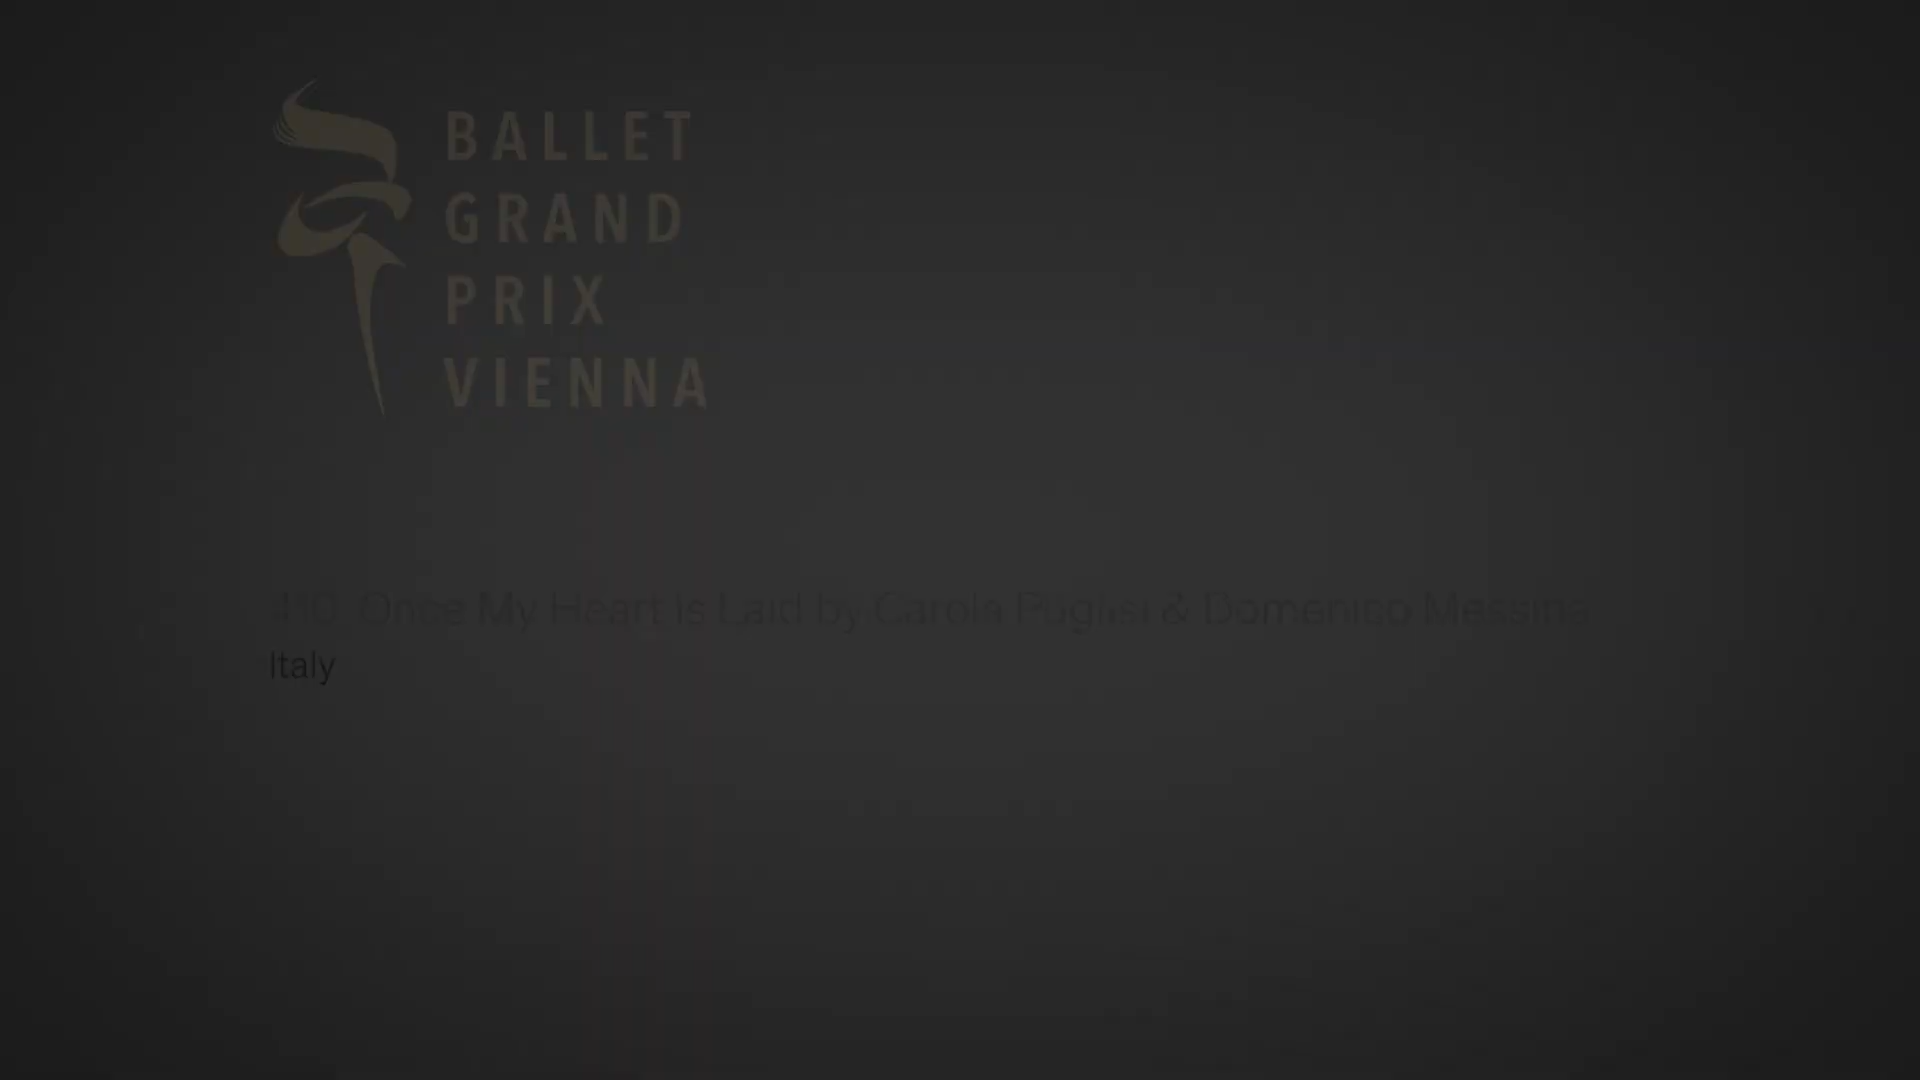 BALLET
GRAND
PRIX
VIENNA
410. Once My Heart is Laid by Carola Puglisi & Domenico Messina
Italy